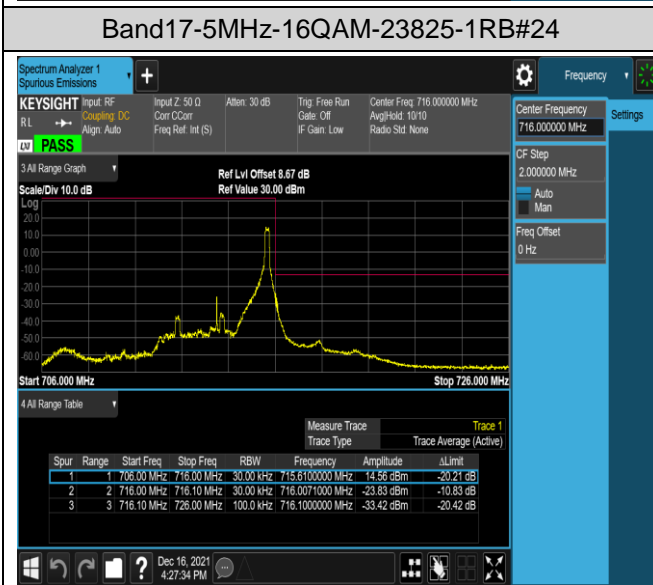 Band17-5MHz-16QAM-23825-1RB#24
Spectrum Analyzer 1
Spurious Emissions
Frequency
KEYSIGHT
Input: RF
Coupling: DC
Align: Auto
Input Z: 50 Ω
Corr CCorr
Freq Ref: Int (S)
Atten: 30 dB
Trig: Free Run
Gate: Off
IF Gain: Low
Center Freq: 716.000000 MHz
Avg|Hold: 10/10
Radio Std: None
RL
LXI
PASS
Center Frequency
716.000000 MHz
Settings
CF Step
2.000000 MHz
Auto
Man
Freq Offset
0 Hz
3 All Range Graph
Scale/Div 10.0 dB
Ref Lvl Offset 8.67 dB
Ref Value 30.00 dBm
Log
20.0
10.0
0.00
-10.0
-20.0
-30.0
-40.0
-50.0
-60.0
Start 706.000 MHz
Stop 726.000 MHz
4 All Range Table
Measure Trace Trace 1
Trace Type Trace Average (Active)
Spur Range Start Freq Stop Freq RBW Frequency Amplitude ΔLimit
1 1 706.00 MHz 716.00 MHz 30.00 kHz 715.6100000 MHz 14.56 dBm -20.21 dB
2 2 716.00 MHz 716.10 MHz 30.00 kHz 716.0071000 MHz -23.83 dBm -10.83 dB
3 3 716.10 MHz 726.00 MHz 100.0 kHz 716.1000000 MHz -33.42 dBm -20.42 dB
Dec 16, 2021
4:27:34 PM